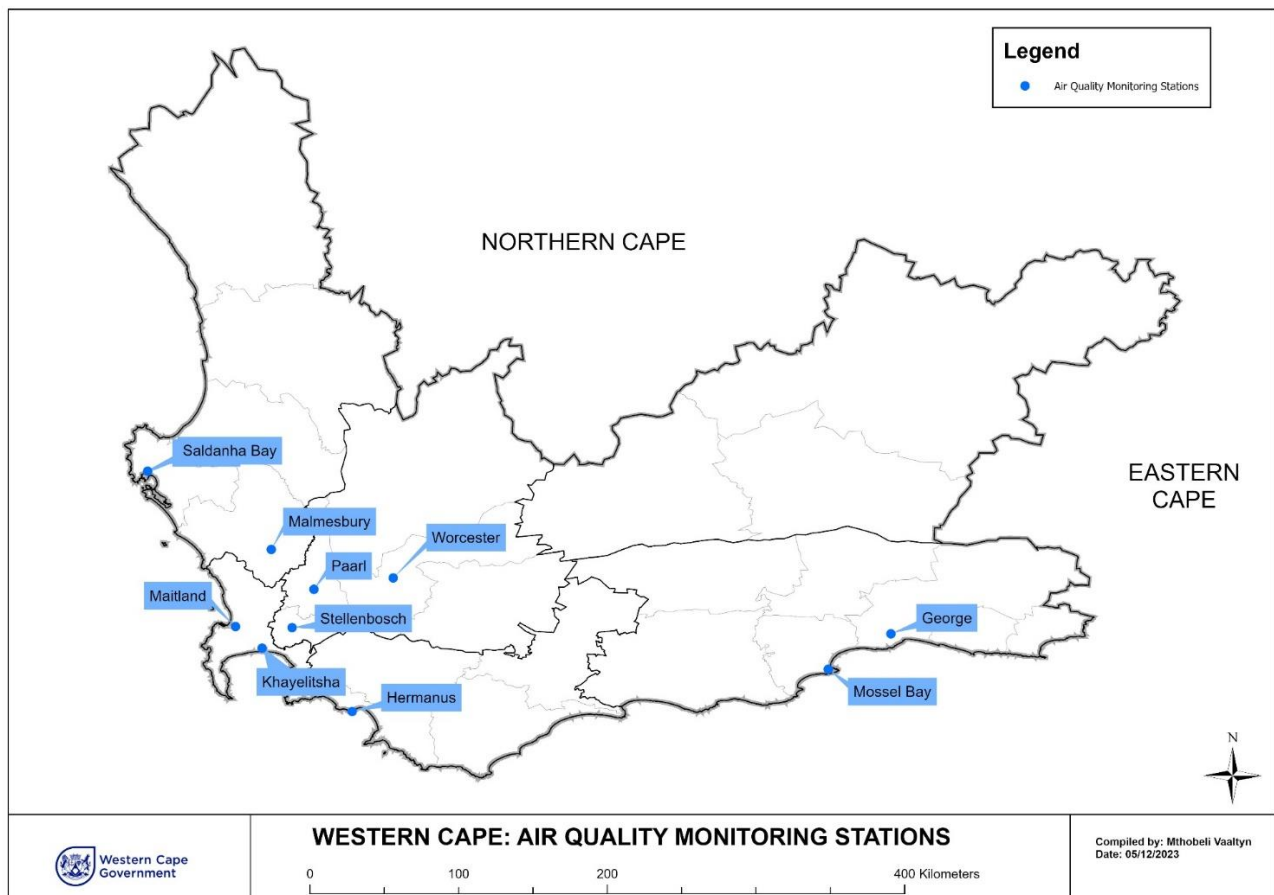 Legend
Air Quality Monitoring Stations
NORTHERN CAPE
EASTERN
CAPE
Saldanha Bay
Malmesbury
Worcester
Paarl
Maitland
Stellenbosch
George
Khayelitsha
Mossel Bay
Hermanus
N
WESTERN CAPE: AIR QUALITY MONITORING STATIONS
0 100 200 400 Kilometers
Western Cape
Government
Compiled by: Mthobeli Vaaltyn
Date: 05/12/2023